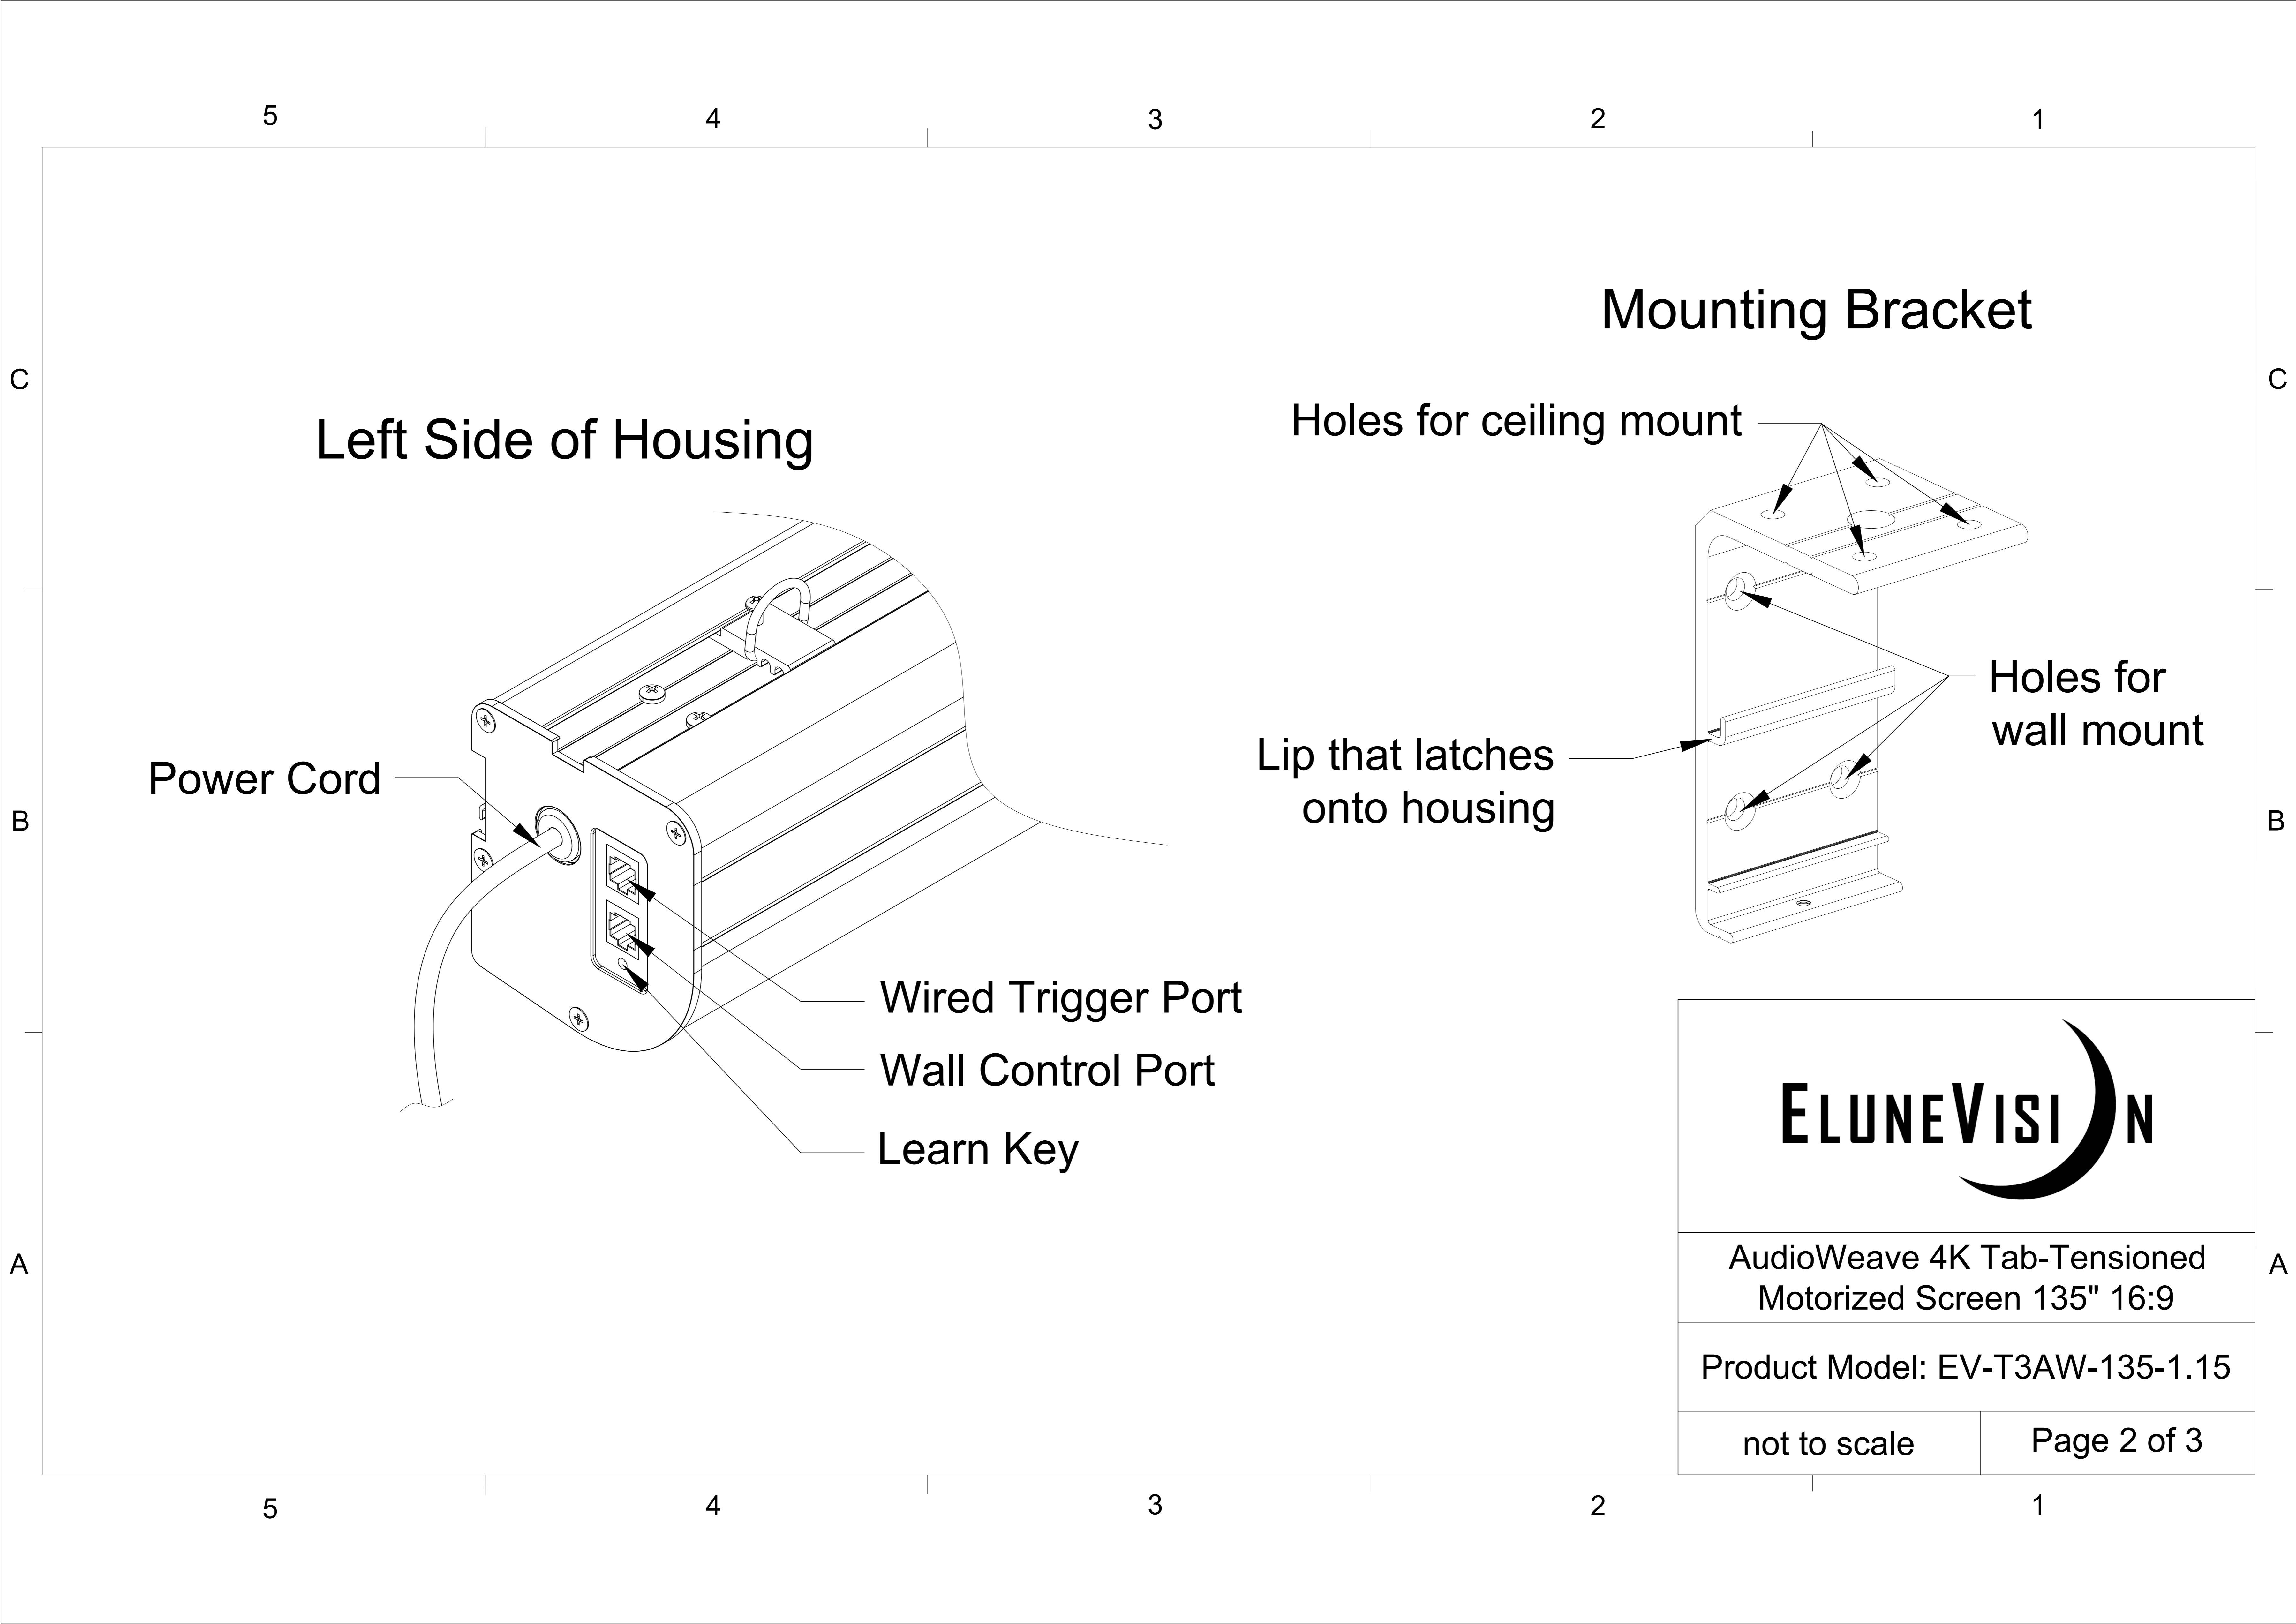 5 4 3 2 1
C C
Mounting Bracket
Left Side of Housing
Holes for ceiling mount
Holes for
wall mount
Lip that latches
onto housing
Power Cord
B B
Wired Trigger Port
Wall Control Port
Learn Key
ELUNEVISION
A A
AudioWeave 4K Tab-Tensioned
Motorized Screen 135" 16:9
Product Model: EV-T3AW-135-1.15
not to scale
Page 2 of 3
5 4 3 2 1